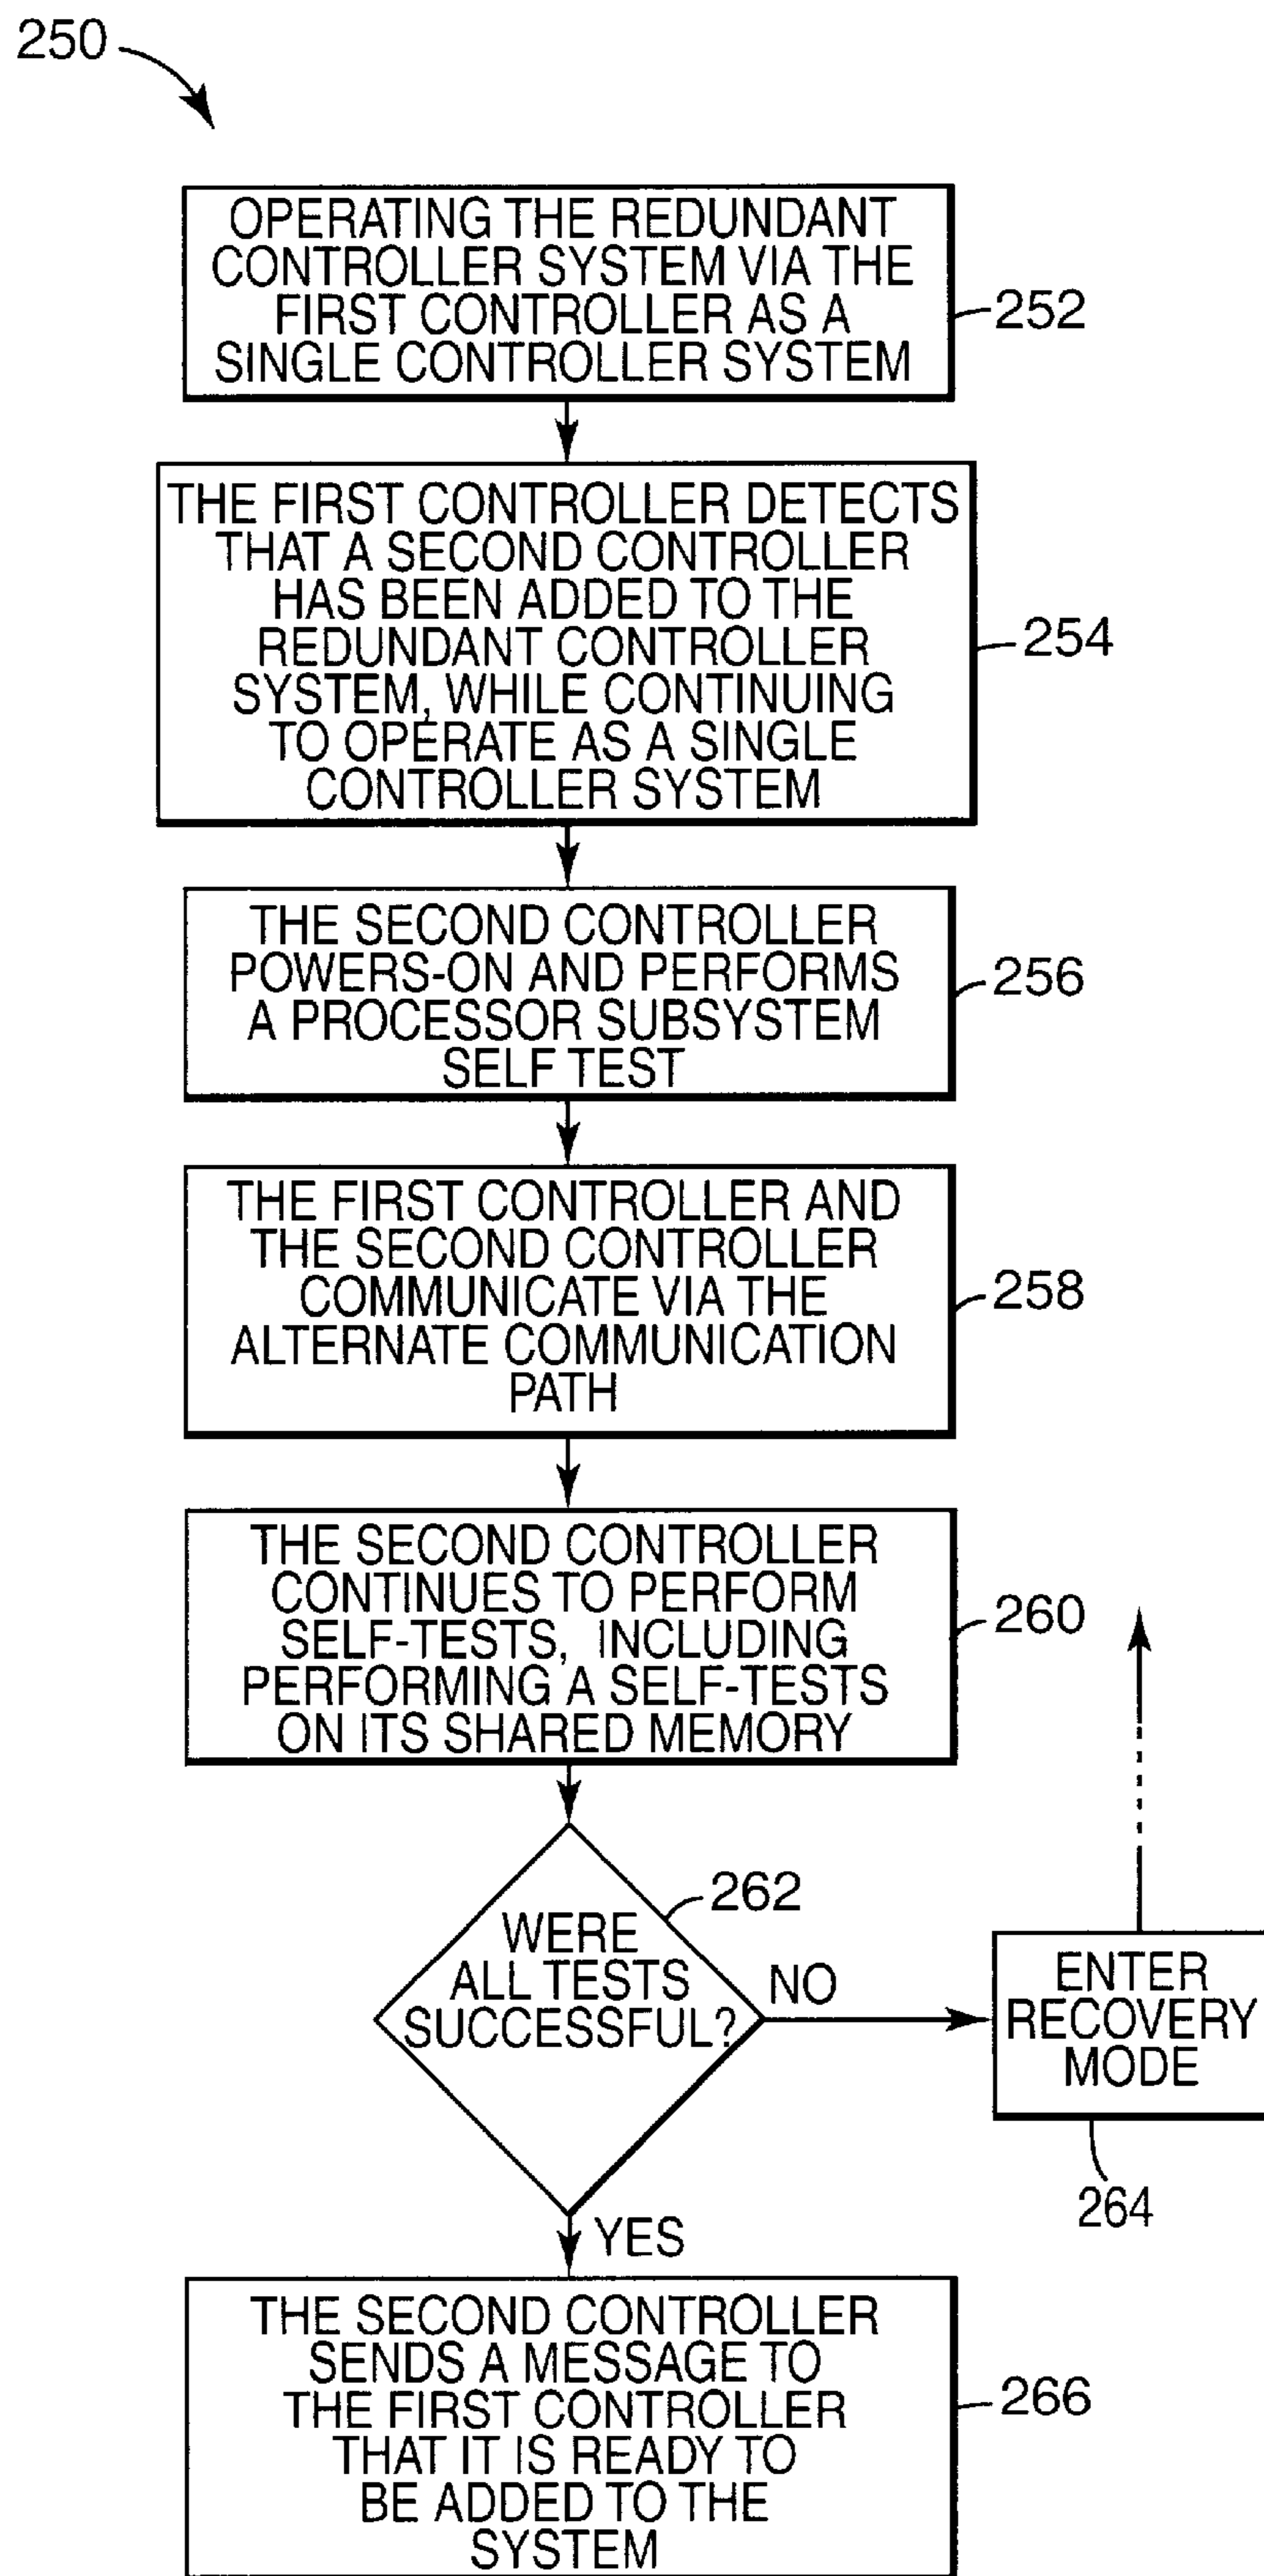 250
OPERATING THE REDUNDANT
CONTROLLER SYSTEM VIA THE
FIRST CONTROLLER AS A
SINGLE CONTROLLER SYSTEM
252
THE FIRST CONTROLLER DETECTS
THAT A SECOND CONTROLLER
HAS BEEN ADDED TO THE
REDUNDANT CONTROLLER
SYSTEM, WHILE CONTINUING
TO OPERATE AS A SINGLE
CONTROLLER SYSTEM
254
THE SECOND CONTROLLER
POWERS-ON AND PERFORMS
A PROCESSOR SUBSYSTEM
SELF TEST
256
THE FIRST CONTROLLER AND
THE SECOND CONTROLLER
COMMUNICATE VIA THE
ALTERNATE COMMUNICATION
PATH
258
THE SECOND CONTROLLER
CONTINUES TO PERFORM
SELF-TESTS, INCLUDING
PERFORMING A SELF-TESTS
ON ITS SHARED MEMORY
260
WERE
ALL TESTS
SUCCESSFUL?
262
NO
ENTER
RECOVERY
MODE
264
YES
THE SECOND CONTROLLER
SENDS A MESSAGE TO
THE FIRST CONTROLLER
THAT IT IS READY TO
BE ADDED TO THE
SYSTEM
266